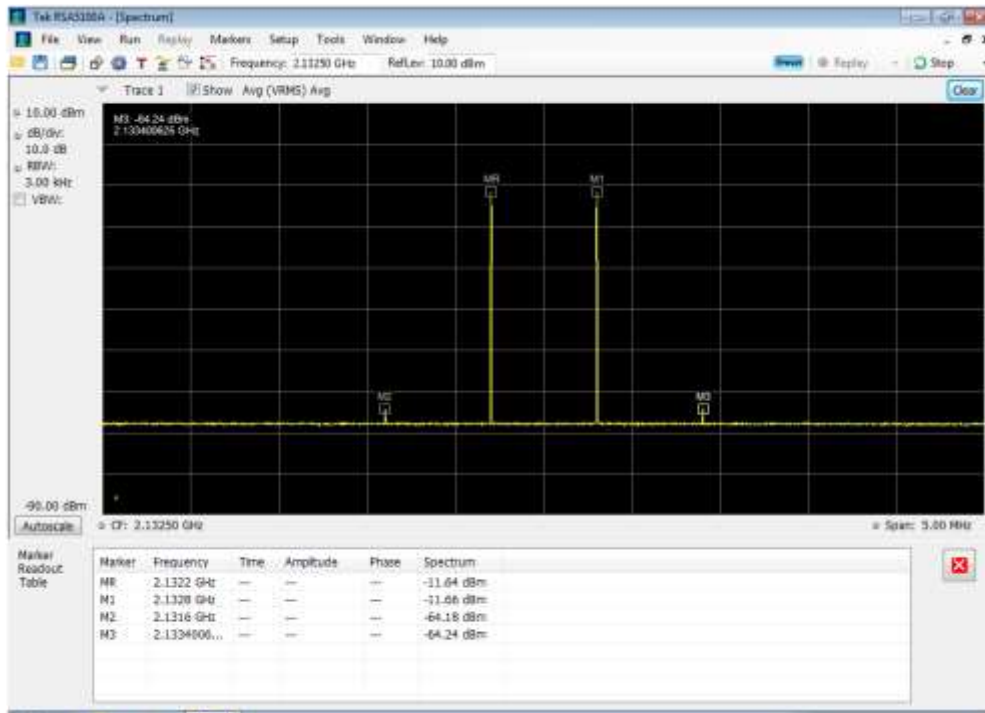 Tek RSA5100A - [Spectrum]
File View Run Replay Markers Setup Tools Window Help
Frequency: 2.13250 GHz RefLev: 10.00 dBm Preset Replay Stop
Trace 1 Show Avg (VRMS) Avg Clear
10.00 dBm
dB/div:
10.0 dB
RBW:
3.00 kHz
VBW:
M3: -64.24 dBm
2.133400625 GHz
MR M1
M2 M3
-90.00 dBm
Autoscale CF: 2.13250 GHz Span: 5.00 MHz
Marker
Readout
Table
Marker Frequency Time Amplitude Phase Spectrum
MR 2.1322 GHz --- --- --- -11.64 dBm
M1 2.1328 GHz --- --- --- -11.66 dBm
M2 2.1316 GHz --- --- --- -64.18 dBm
M3 2.1334006... --- --- --- -64.24 dBm